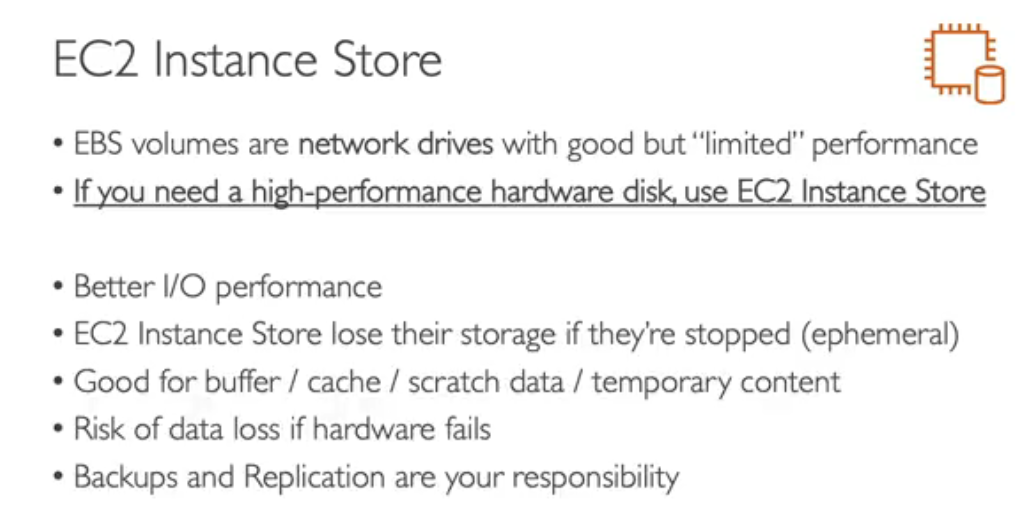 EC2 Instance Store
• EBS volumes are network drives with good but “limited” performance
• If you need a high-performance hardware disk, use EC2 Instance Store
• Better I/O performance
• EC2 Instance Store lose their storage if they’re stopped (ephemeral)
• Good for buffer / cache / scratch data / temporary content
• Risk of data loss if hardware fails
• Backups and Replication are your responsibility